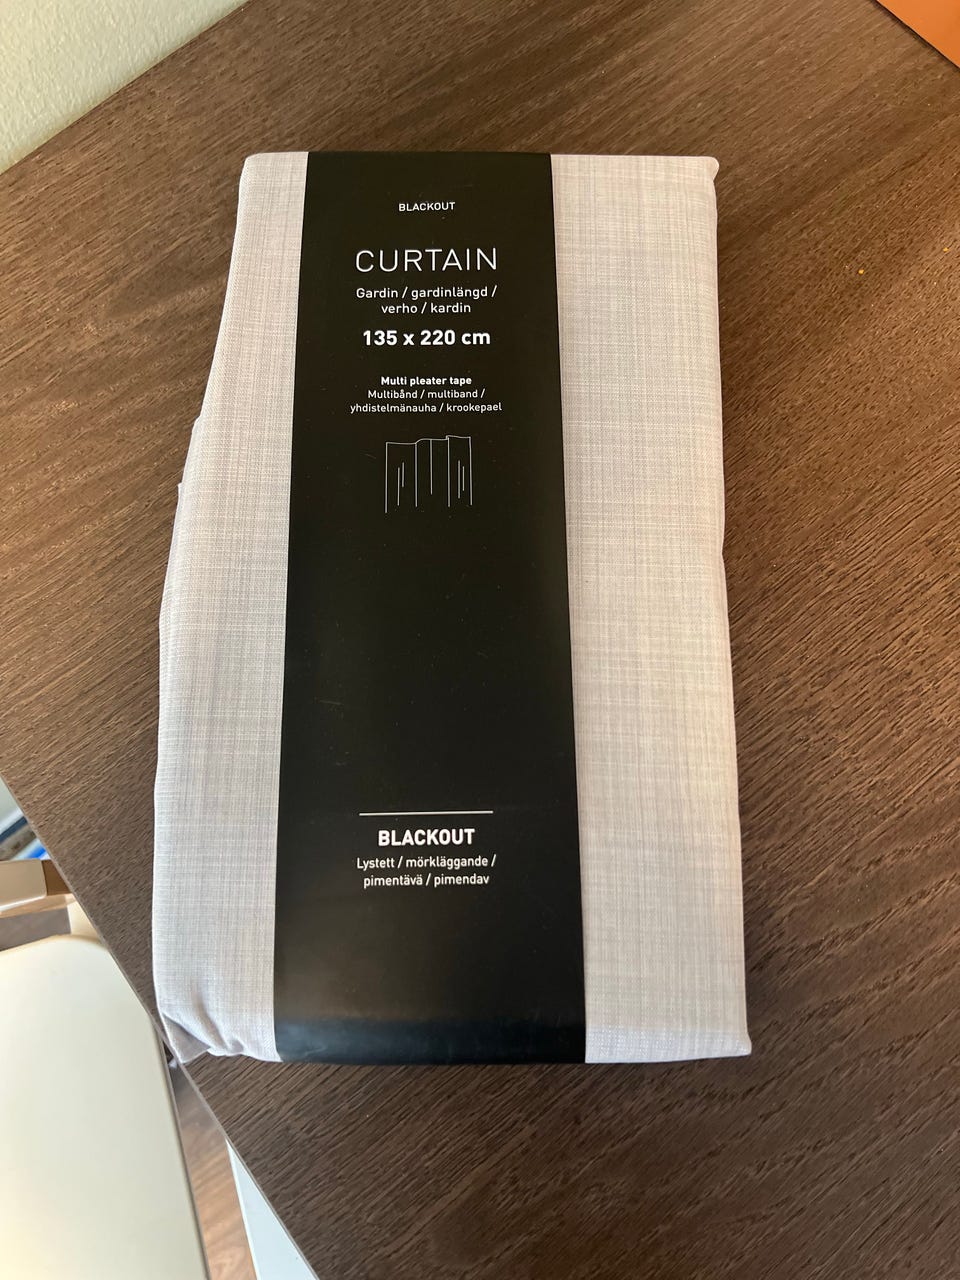 BLACKOUT
CURTAIN
Gardin / gardinlängd /
verho / kardin
135 x 220 cm
Multi pleater tape
Multibånd / multiband /
yhdistelmänauha / krookepael
BLACKOUT
Lystett / mörkläggande /
pimentävä / pimendav